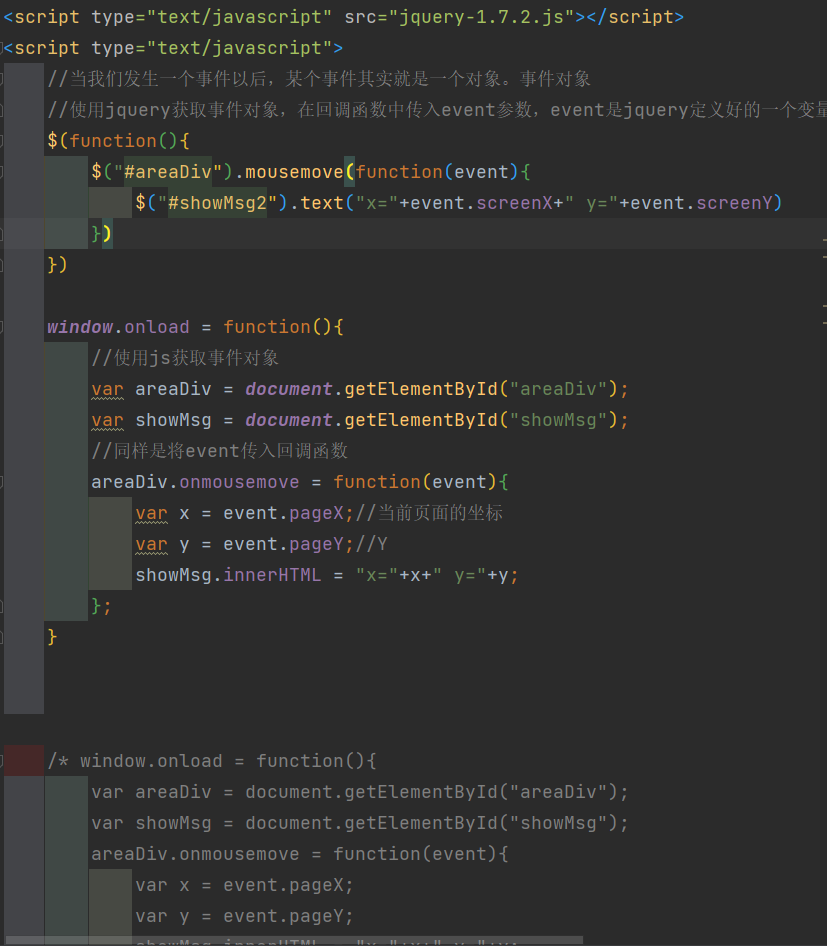 <script type="text/javascript" src="jquery-1.7.2.js"></script>
<script type="text/javascript">
//当我们发生一个事件以后，某个事件其实就是一个对象。事件对象
//使用jquery获取事件对象，在回调函数中传入event参数，event是jquery定义好的一个变量
$(function(){
$("#areaDiv").mousemove(function(event){
$("#showMsg2").text("x="+event.screenX+" y="+event.screenY)
})
})
window.onload = function(){
//使用js获取事件对象
var areaDiv = document.getElementById("areaDiv");
var showMsg = document.getElementById("showMsg");
//同样是将event传入回调函数
areaDiv.onmousemove = function(event){
var x = event.pageX;//当前页面的坐标
var y = event.pageY;//Y
showMsg.innerHTML = "x="+x+" y="+y;
};
}
/* window.onload = function(){
var areaDiv = document.getElementById("areaDiv");
var showMsg = document.getElementById("showMsg");
areaDiv.onmousemove = function(event){
var x = event.pageX;
var y = event.pageY;